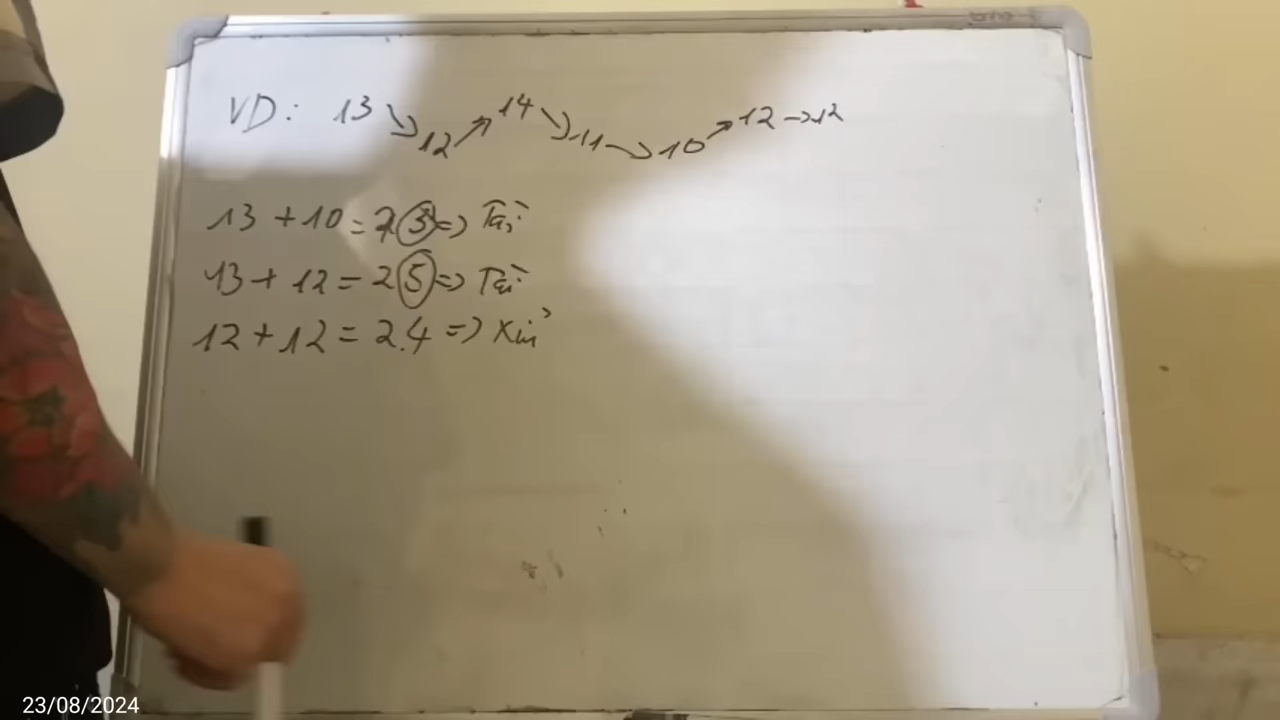 VD: 13 ↘ 12 ↗ 14 ↘ 11 → 10 ↗ 12 → 12
13 + 10 = 23 => Tài
13 + 12 = 25 => Tài
12 + 12 = 2.4 => Xỉu
23/08/2024